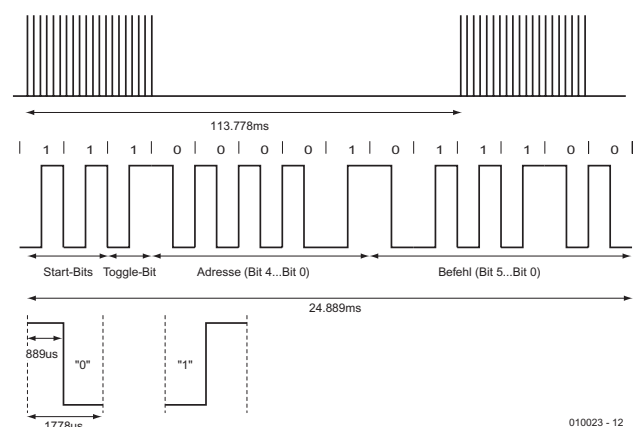 113.778ms
| 1 | 1 | 1 | 0 | 0 | 0 | 0 | 1 | 0 | 1 | 1 | 1 | 0 | 0
Start-Bits Toggle-Bit Adresse (Bit 4...Bit 0) Befehl (Bit 5...Bit 0)
24.889ms
889us
"0" "1"
1778us
010023 - 12